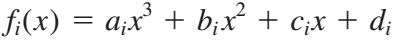 fᵢ(x) = aᵢx³ + bᵢx² + cᵢx + dᵢ